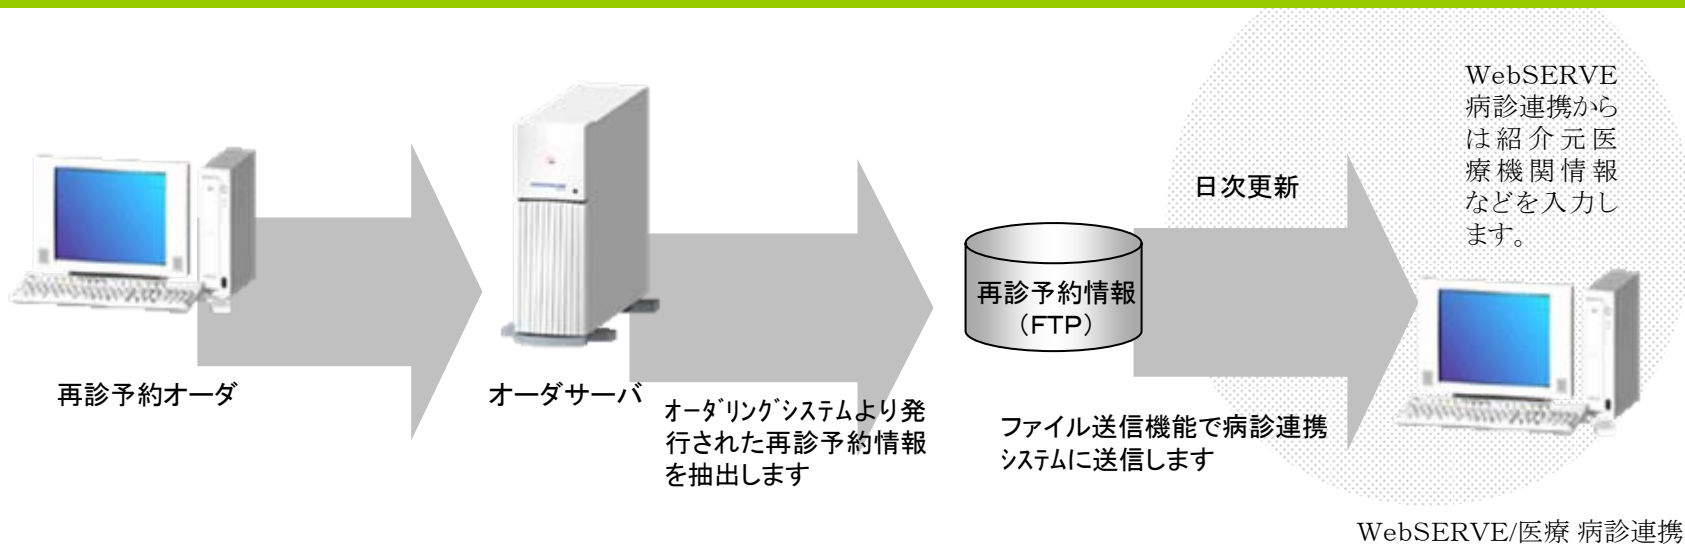 再診予約オーダ
オーダサーバ
ｵｰﾀﾞﾘﾝｸﾞｼｽﾃﾑより発
行された再診予約情報
を抽出します
再診予約情報
（FTP）
日次更新
ファイル送信機能で病診連携
ｼｽﾃﾑに送信します
WebSERVE
病診連携から
は紹介元医
療機関情報
などを入力し
ます。
WebSERVE/医療 病診連携